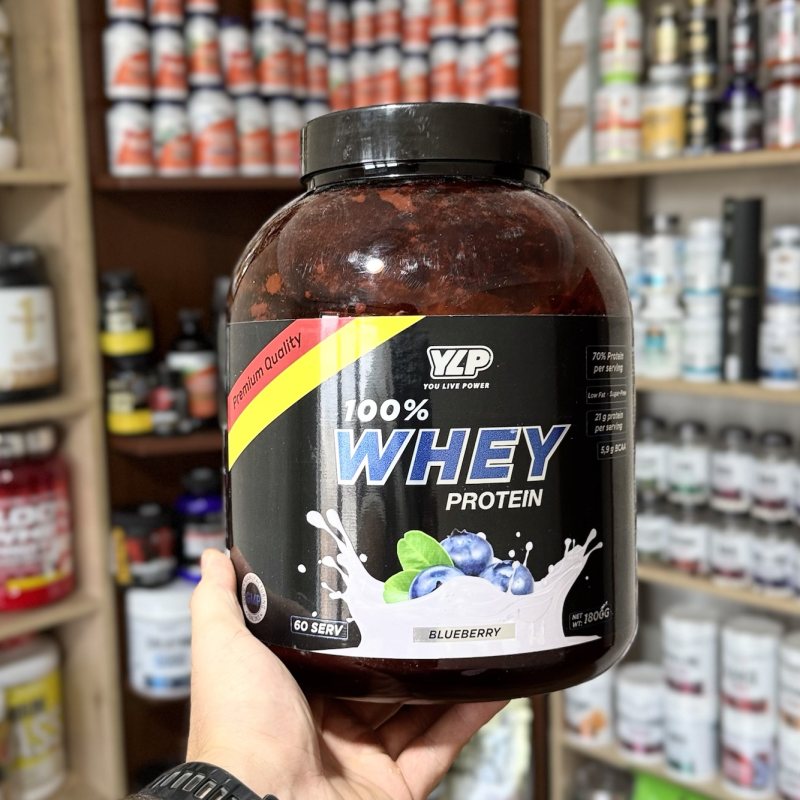 Premium Quality
YLP
YOU LIVE POWER
100%
WHEY
PROTEIN
70% Protein
per serving
Low Fat - Sugar Free
21 g protein
per serving
5,9 g BCAA
60 SERV
BLUEBERRY
NET
WT: 1800G